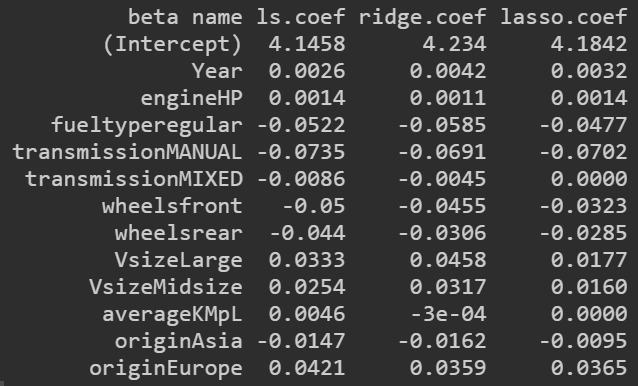 beta name ls.coef ridge.coef lasso.coef
(Intercept) 4.1458 4.234 4.1842
Year 0.0026 0.0042 0.0032
engineHP 0.0014 0.0011 0.0014
fueltyperegular -0.0522 -0.0585 -0.0477
transmissionMANUAL -0.0735 -0.0691 -0.0702
transmissionMIXED -0.0086 -0.0045 0.0000
wheelsfront -0.05 -0.0455 -0.0323
wheelsrear -0.044 -0.0306 -0.0285
VsizeLarge 0.0333 0.0458 0.0177
VsizeMidsize 0.0254 0.0317 0.0160
averageKMpL 0.0046 -3e-04 0.0000
originAsia -0.0147 -0.0162 -0.0095
originEurope 0.0421 0.0359 0.0365